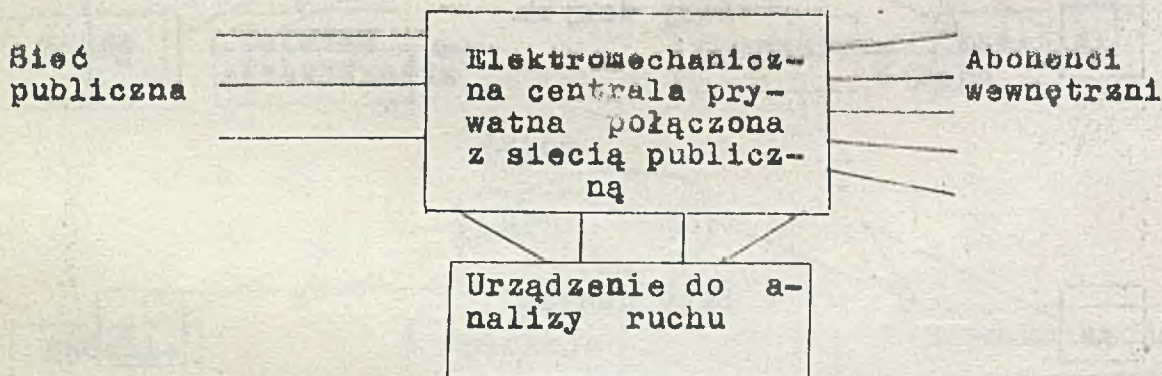 Sieć
publiczna
Elektromechanicz-
na centrala pry-
watna połączona
z siecią publicz-
ną
Abonenci
wewnętrzni
Urządzenie do a-
nalizy ruchu